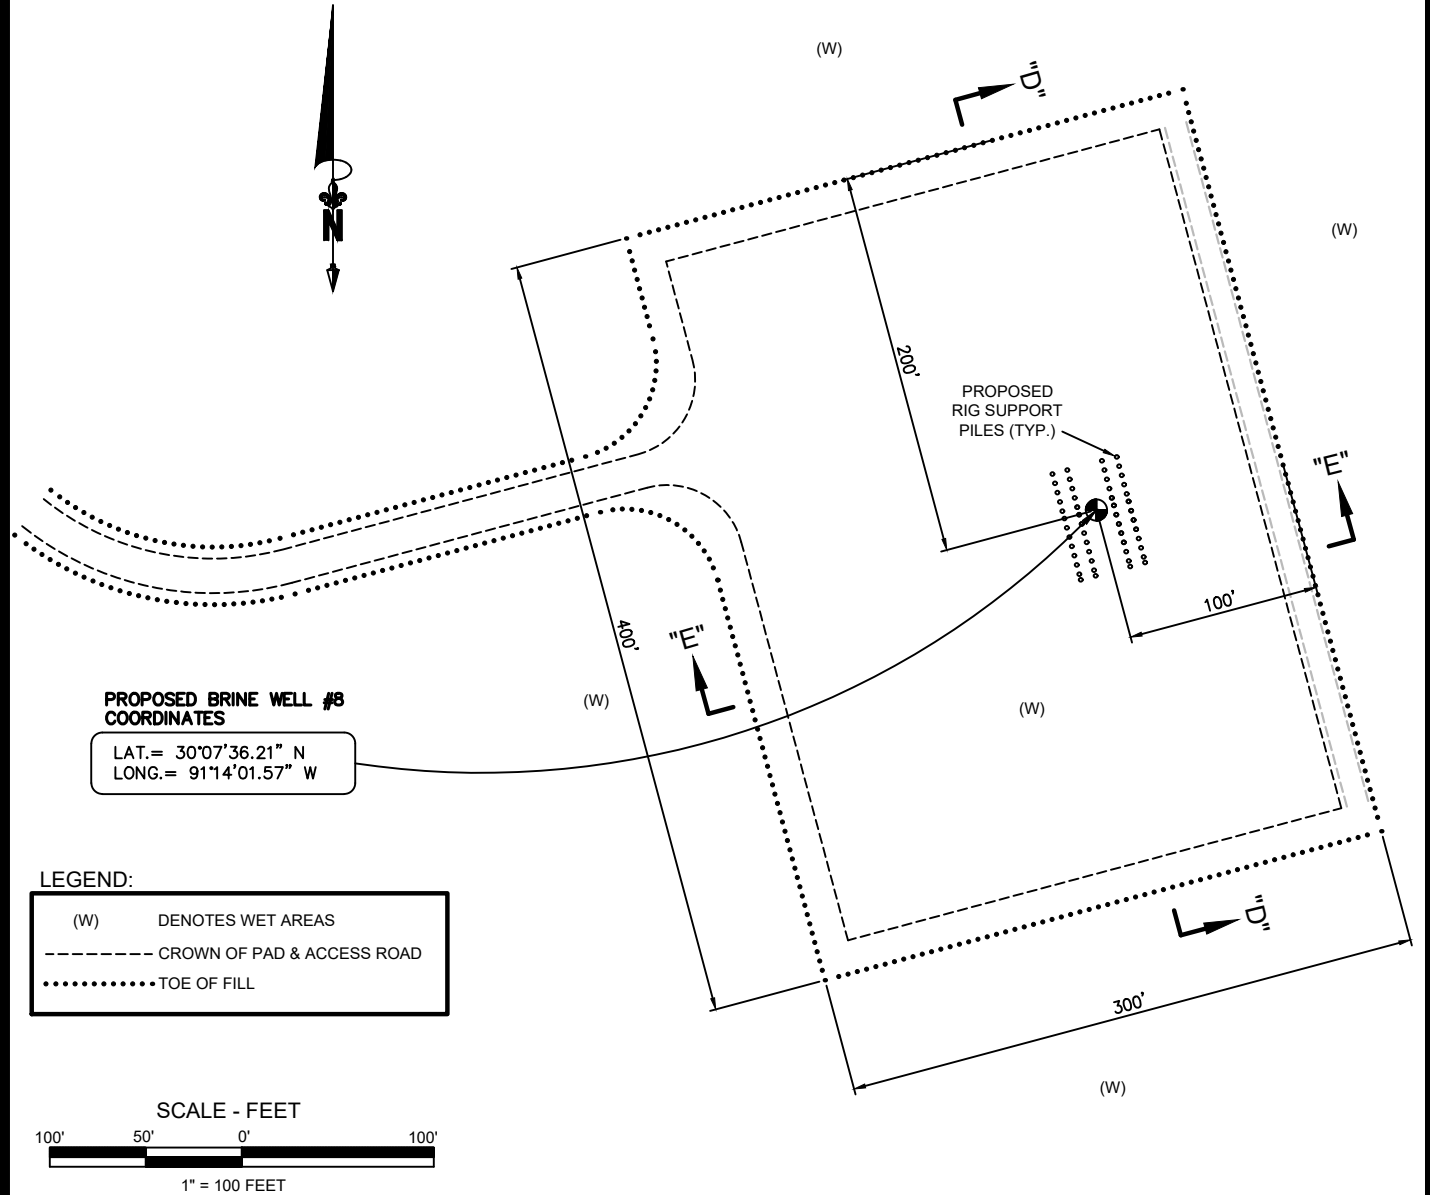 (W)
"D"
N
(W)
200'
PROPOSED
RIG SUPPORT
PILES (TYP.)
"E"
100'
400'
"E"
PROPOSED BRINE WELL #8
COORDINATES
LAT.= 30°07'36.21" N
LONG.= 91°14'01.57" W
(W)
(W)
LEGEND:
(W) DENOTES WET AREAS
CROWN OF PAD & ACCESS ROAD
TOE OF FILL
"D"
300'
(W)
SCALE - FEET
100' 50' 0' 100'
1" = 100 FEET